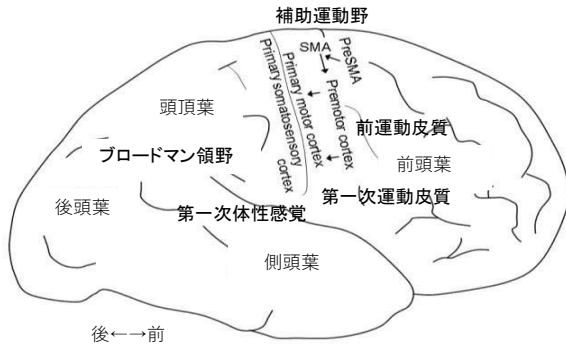 補助運動野
SMA
PreSMA
Primary somatosensory
cortex
Primary motor cortex
Premotor cortex
頭頂葉
前運動皮質
ブロードマン領野
前頭葉
第一次運動皮質
後頭葉
第一次体性感覚
側頭葉
後←→前